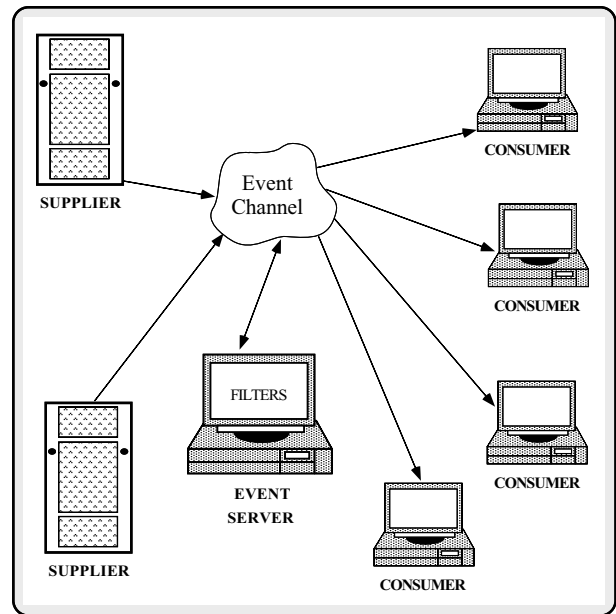 SUPPLIER
Event
Channel
CONSUMER
CONSUMER
FILTERS
EVENT
SERVER
CONSUMER
SUPPLIER
CONSUMER